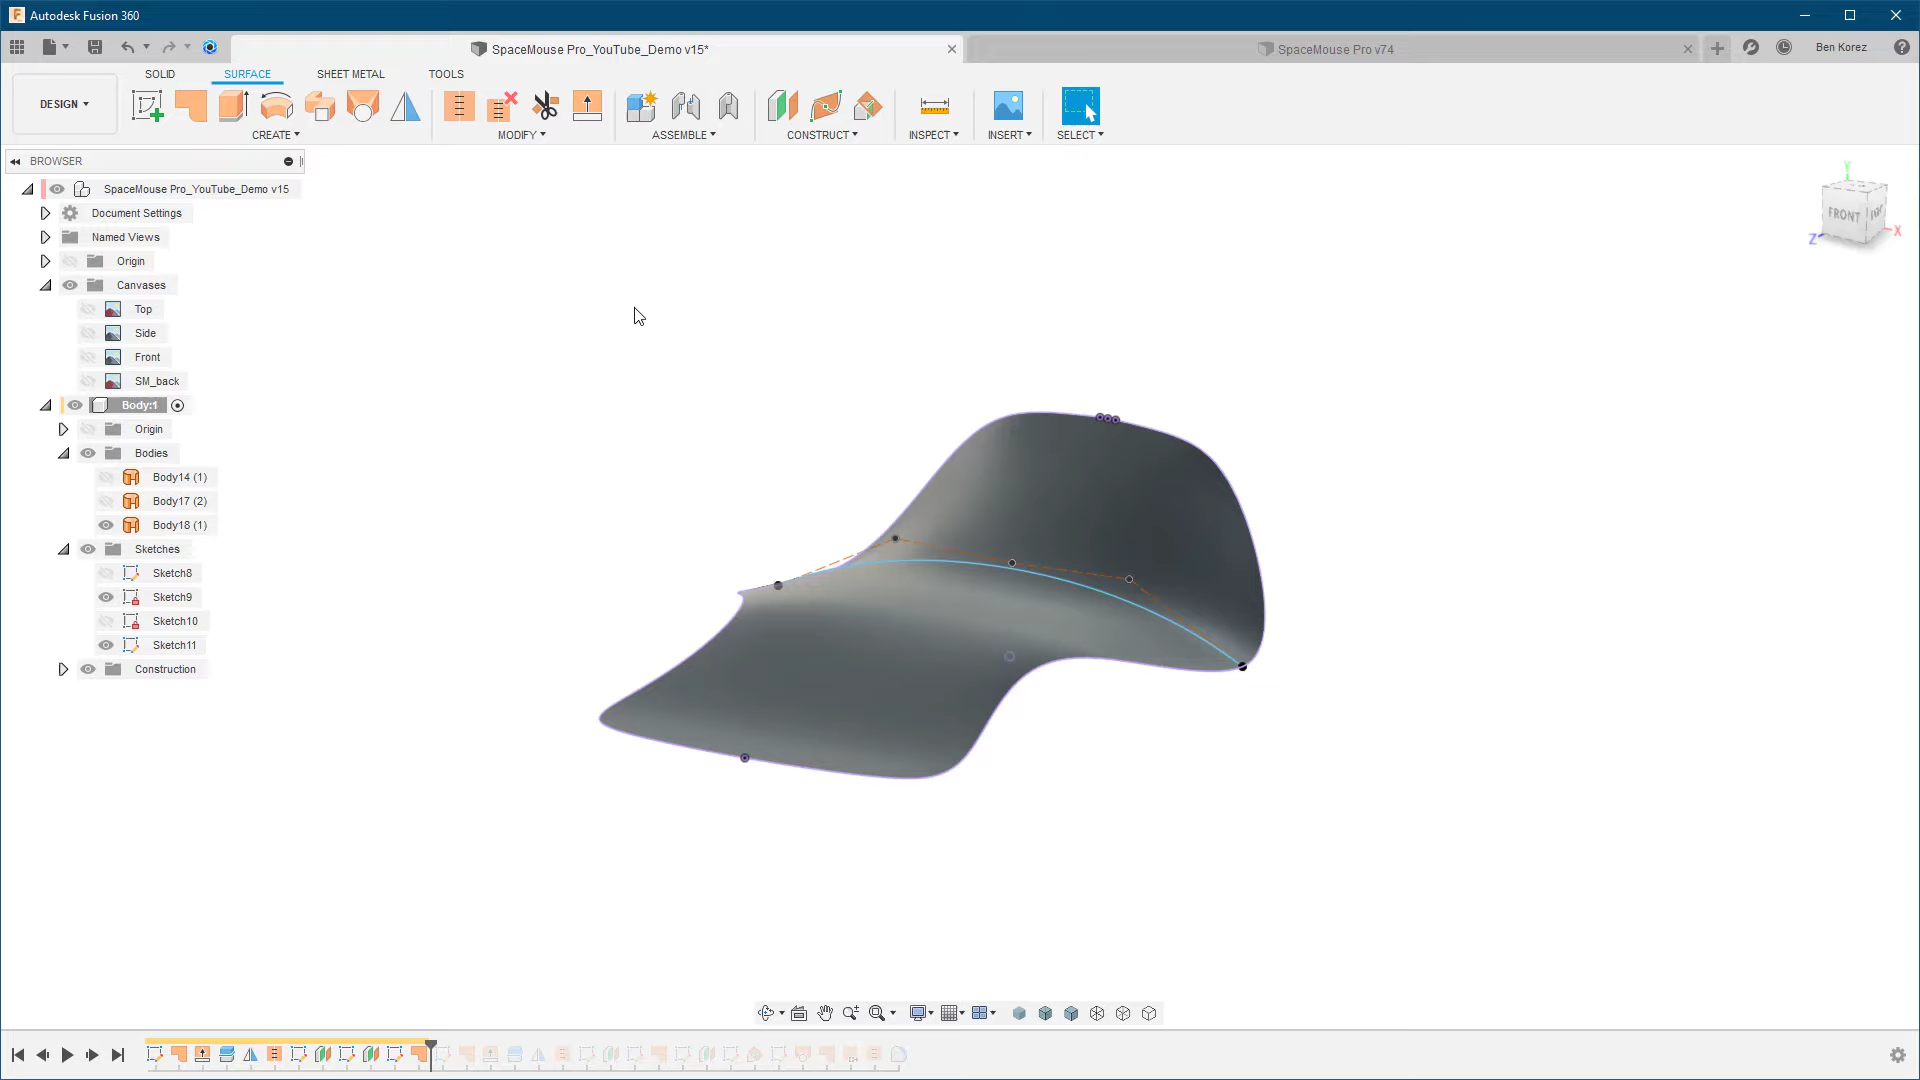 Autodesk Fusion 360
SpaceMouse Pro_YouTube_Demo v15*
SpaceMouse Pro v74
Ben Korez
SOLID
SURFACE
SHEET METAL
TOOLS
DESIGN
CREATE
MODIFY
ASSEMBLE
CONSTRUCT
INSPECT
INSERT
SELECT
BROWSER
SpaceMouse Pro_YouTube_Demo v15
Document Settings
Named Views
Origin
Canvases
Top
Side
Front
SM_back
Body:1
Origin
Bodies
Body14 (1)
Body17 (2)
Body18 (1)
Sketches
Sketch8
Sketch9
Sketch10
Sketch11
Construction
Y
FRONT
X
Z